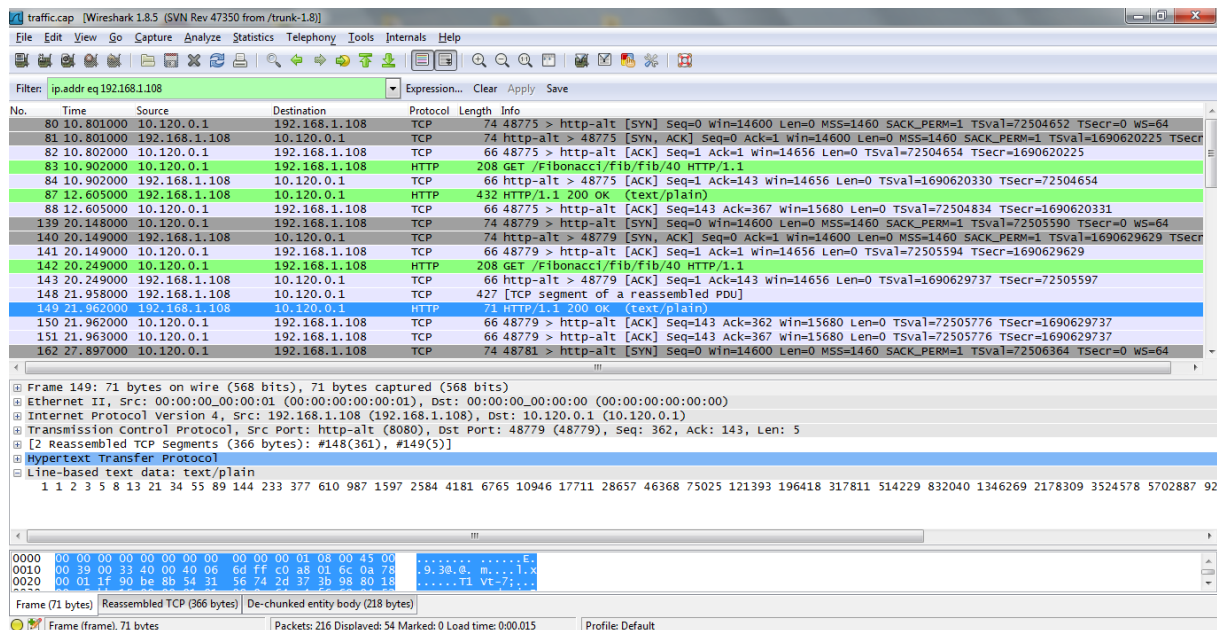 traffic.cap [Wireshark 1.8.5 (SVN Rev 47350 from /trunk-1.8)]
File Edit View Go Capture Analyze Statistics Telephony Tools Internals Help
Filter: ip.addr eq 192.168.1.108 Expression... Clear Apply Save
No. Time Source Destination Protocol Length Info
80 10.801000 10.120.0.1 192.168.1.108 TCP 74 48775 > http-alt [SYN] Seq=0 Win=14600 Len=0 MSS=1460 SACK_PERM=1 TSval=72504652 TSecr=0 WS=64
81 10.801000 192.168.1.108 10.120.0.1 TCP 74 http-alt > 48775 [SYN, ACK] Seq=0 Ack=1 Win=14600 Len=0 MSS=1460 SACK_PERM=1 TSval=1690620225 TSecr
82 10.802000 10.120.0.1 192.168.1.108 TCP 66 48775 > http-alt [ACK] Seq=1 Ack=1 Win=14656 Len=0 TSval=72504654 TSecr=1690620225
83 10.902000 10.120.0.1 192.168.1.108 HTTP 208 GET /Fibonacci/fib/fib/40 HTTP/1.1
84 10.902000 192.168.1.108 10.120.0.1 TCP 66 http-alt > 48775 [ACK] Seq=1 Ack=143 Win=14656 Len=0 TSval=1690620330 TSecr=72504654
87 12.605000 192.168.1.108 10.120.0.1 HTTP 432 HTTP/1.1 200 OK (text/plain)
88 12.605000 10.120.0.1 192.168.1.108 TCP 66 48775 > http-alt [ACK] Seq=143 Ack=367 Win=15680 Len=0 TSval=72504834 TSecr=1690620331
139 20.148000 10.120.0.1 192.168.1.108 TCP 74 48779 > http-alt [SYN] Seq=0 Win=14600 Len=0 MSS=1460 SACK_PERM=1 TSval=72505590 TSecr=0 WS=64
140 20.149000 192.168.1.108 10.120.0.1 TCP 74 http-alt > 48779 [SYN, ACK] Seq=0 Ack=1 Win=14600 Len=0 MSS=1460 SACK_PERM=1 TSval=1690629629 TSecr
141 20.149000 10.120.0.1 192.168.1.108 TCP 66 48779 > http-alt [ACK] Seq=1 Ack=1 Win=14656 Len=0 TSval=72505594 TSecr=1690629629
142 20.249000 10.120.0.1 192.168.1.108 HTTP 208 GET /Fibonacci/fib/fib/40 HTTP/1.1
143 20.249000 192.168.1.108 10.120.0.1 TCP 66 http-alt > 48779 [ACK] Seq=1 Ack=143 Win=14656 Len=0 TSval=1690629737 TSecr=72505597
148 21.958000 192.168.1.108 10.120.0.1 TCP 427 [TCP segment of a reassembled PDU]
149 21.962000 192.168.1.108 10.120.0.1 HTTP 71 HTTP/1.1 200 OK (text/plain)
150 21.962000 10.120.0.1 192.168.1.108 TCP 66 48779 > http-alt [ACK] Seq=143 Ack=362 Win=15680 Len=0 TSval=72505776 TSecr=1690629737
151 21.963000 10.120.0.1 192.168.1.108 TCP 66 48779 > http-alt [ACK] Seq=143 Ack=367 Win=15680 Len=0 TSval=72505776 TSecr=1690629737
162 27.897000 10.120.0.1 192.168.1.108 TCP 74 48781 > http-alt [SYN] Seq=0 Win=14600 Len=0 MSS=1460 SACK_PERM=1 TSval=72506364 TSecr=0 WS=64
Frame 149: 71 bytes on wire (568 bits), 71 bytes captured (568 bits)
Ethernet II, Src: 00:00:00_00:00:01 (00:00:00:00:00:01), Dst: 00:00:00_00:00:00 (00:00:00:00:00:00)
Internet Protocol Version 4, Src: 192.168.1.108 (192.168.1.108), Dst: 10.120.0.1 (10.120.0.1)
Transmission Control Protocol, Src Port: http-alt (8080), Dst Port: 48779 (48779), Seq: 362, Ack: 143, Len: 5
[2 Reassembled TCP Segments (366 bytes): #148(361), #149(5)]
Hypertext Transfer Protocol
Line-based text data: text/plain
1 1 2 3 5 8 13 21 34 55 89 144 233 377 610 987 1597 2584 4181 6765 10946 17711 28657 46368 75025 121393 196418 317811 514229 832040 1346269 2178309 3524578 5702887 92
0000 00 00 00 00 00 00 00 00 00 00 00 01 08 00 45 00 ........ ......E.
0010 00 39 00 33 40 00 40 06 6d ff c0 a8 01 6c 0a 78 .9.3@.@. m....l.x
0020 00 01 1f 90 be 8b 54 31 56 74 2d 37 3b 98 80 18 ......T1 Vt-7;...
Frame (71 bytes) Reassembled TCP (366 bytes) De-chunked entity body (218 bytes)
Frame (frame), 71 bytes Packets: 216 Displayed: 54 Marked: 0 Load time: 0:00.015 Profile: Default